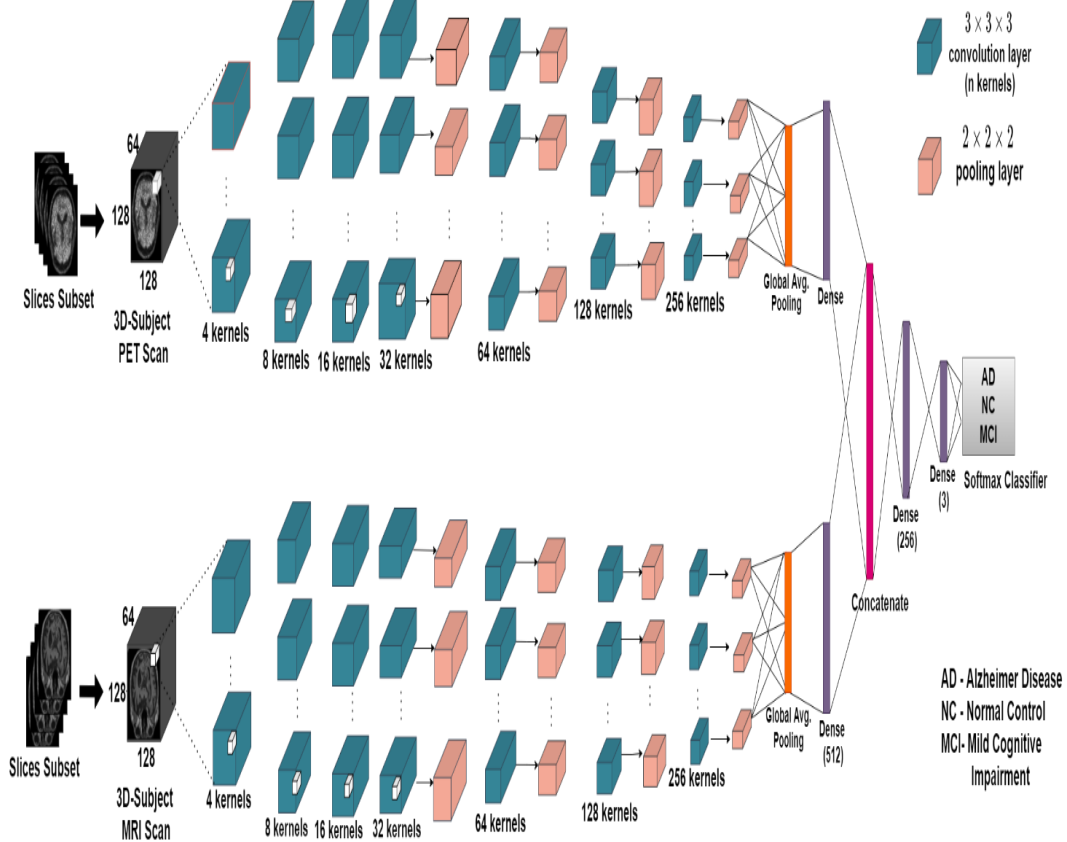 3 × 3 × 3
convolution layer
(n kernels)
2 × 2 × 2
pooling layer
64
128
128
Slices Subset
3D-Subject
PET Scan
4 kernels
8 kernels
16 kernels
32 kernels
64 kernels
128 kernels
256 kernels
Global Avg.
Pooling
Dense
AD
NC
MCI
Softmax Classifier
Dense
(3)
Dense
(256)
Concatenate
64
128
128
Slices Subset
3D-Subject
MRI Scan
4 kernels
8 kernels
16 kernels
32 kernels
64 kernels
128 kernels
256 kernels
Global Avg.
Pooling
Dense
(512)
AD - Alzheimer Disease
NC - Normal Control
MCI- Mild Cognitive
Impairment